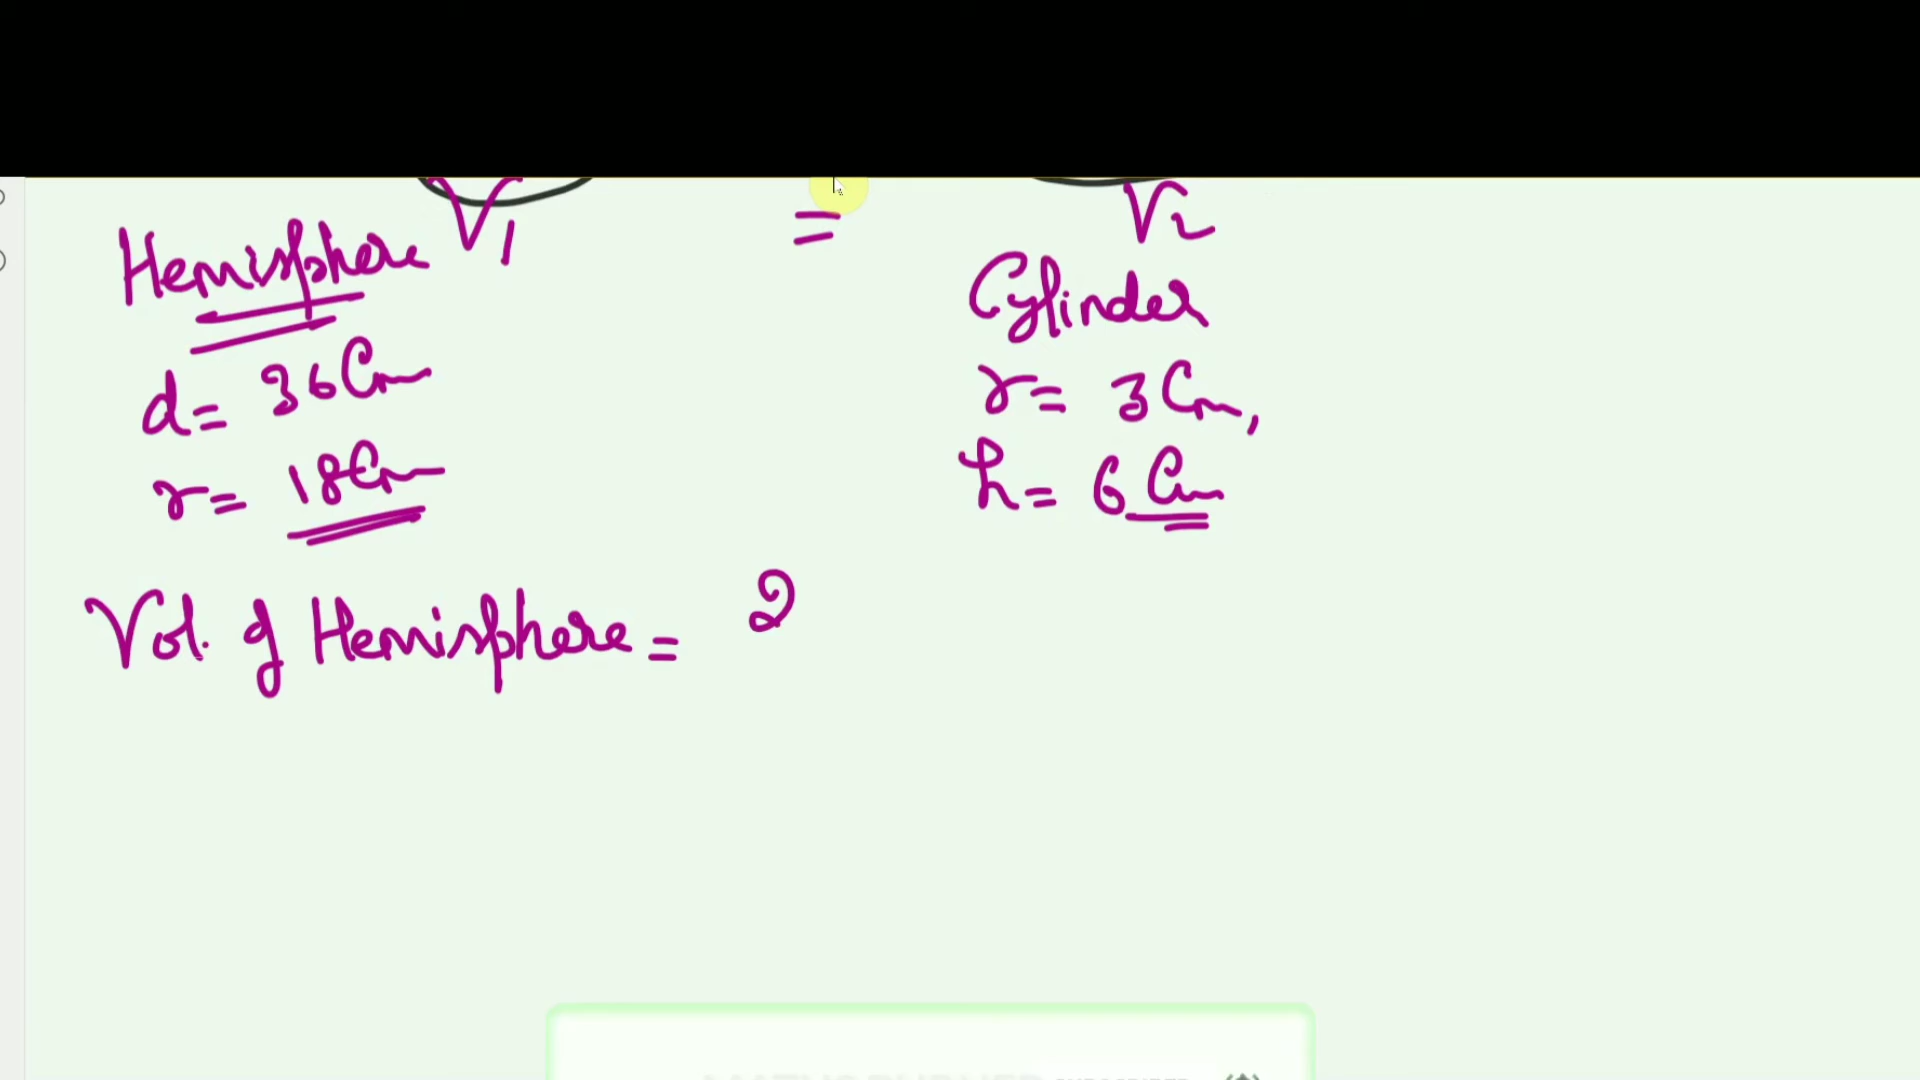 V1 = V2
Hemisphere
Cylinder
d = 36 Cm
r = 3 Cm,
r = 18 Cm
h = 6 Cm
Vol. of Hemisphere = 2